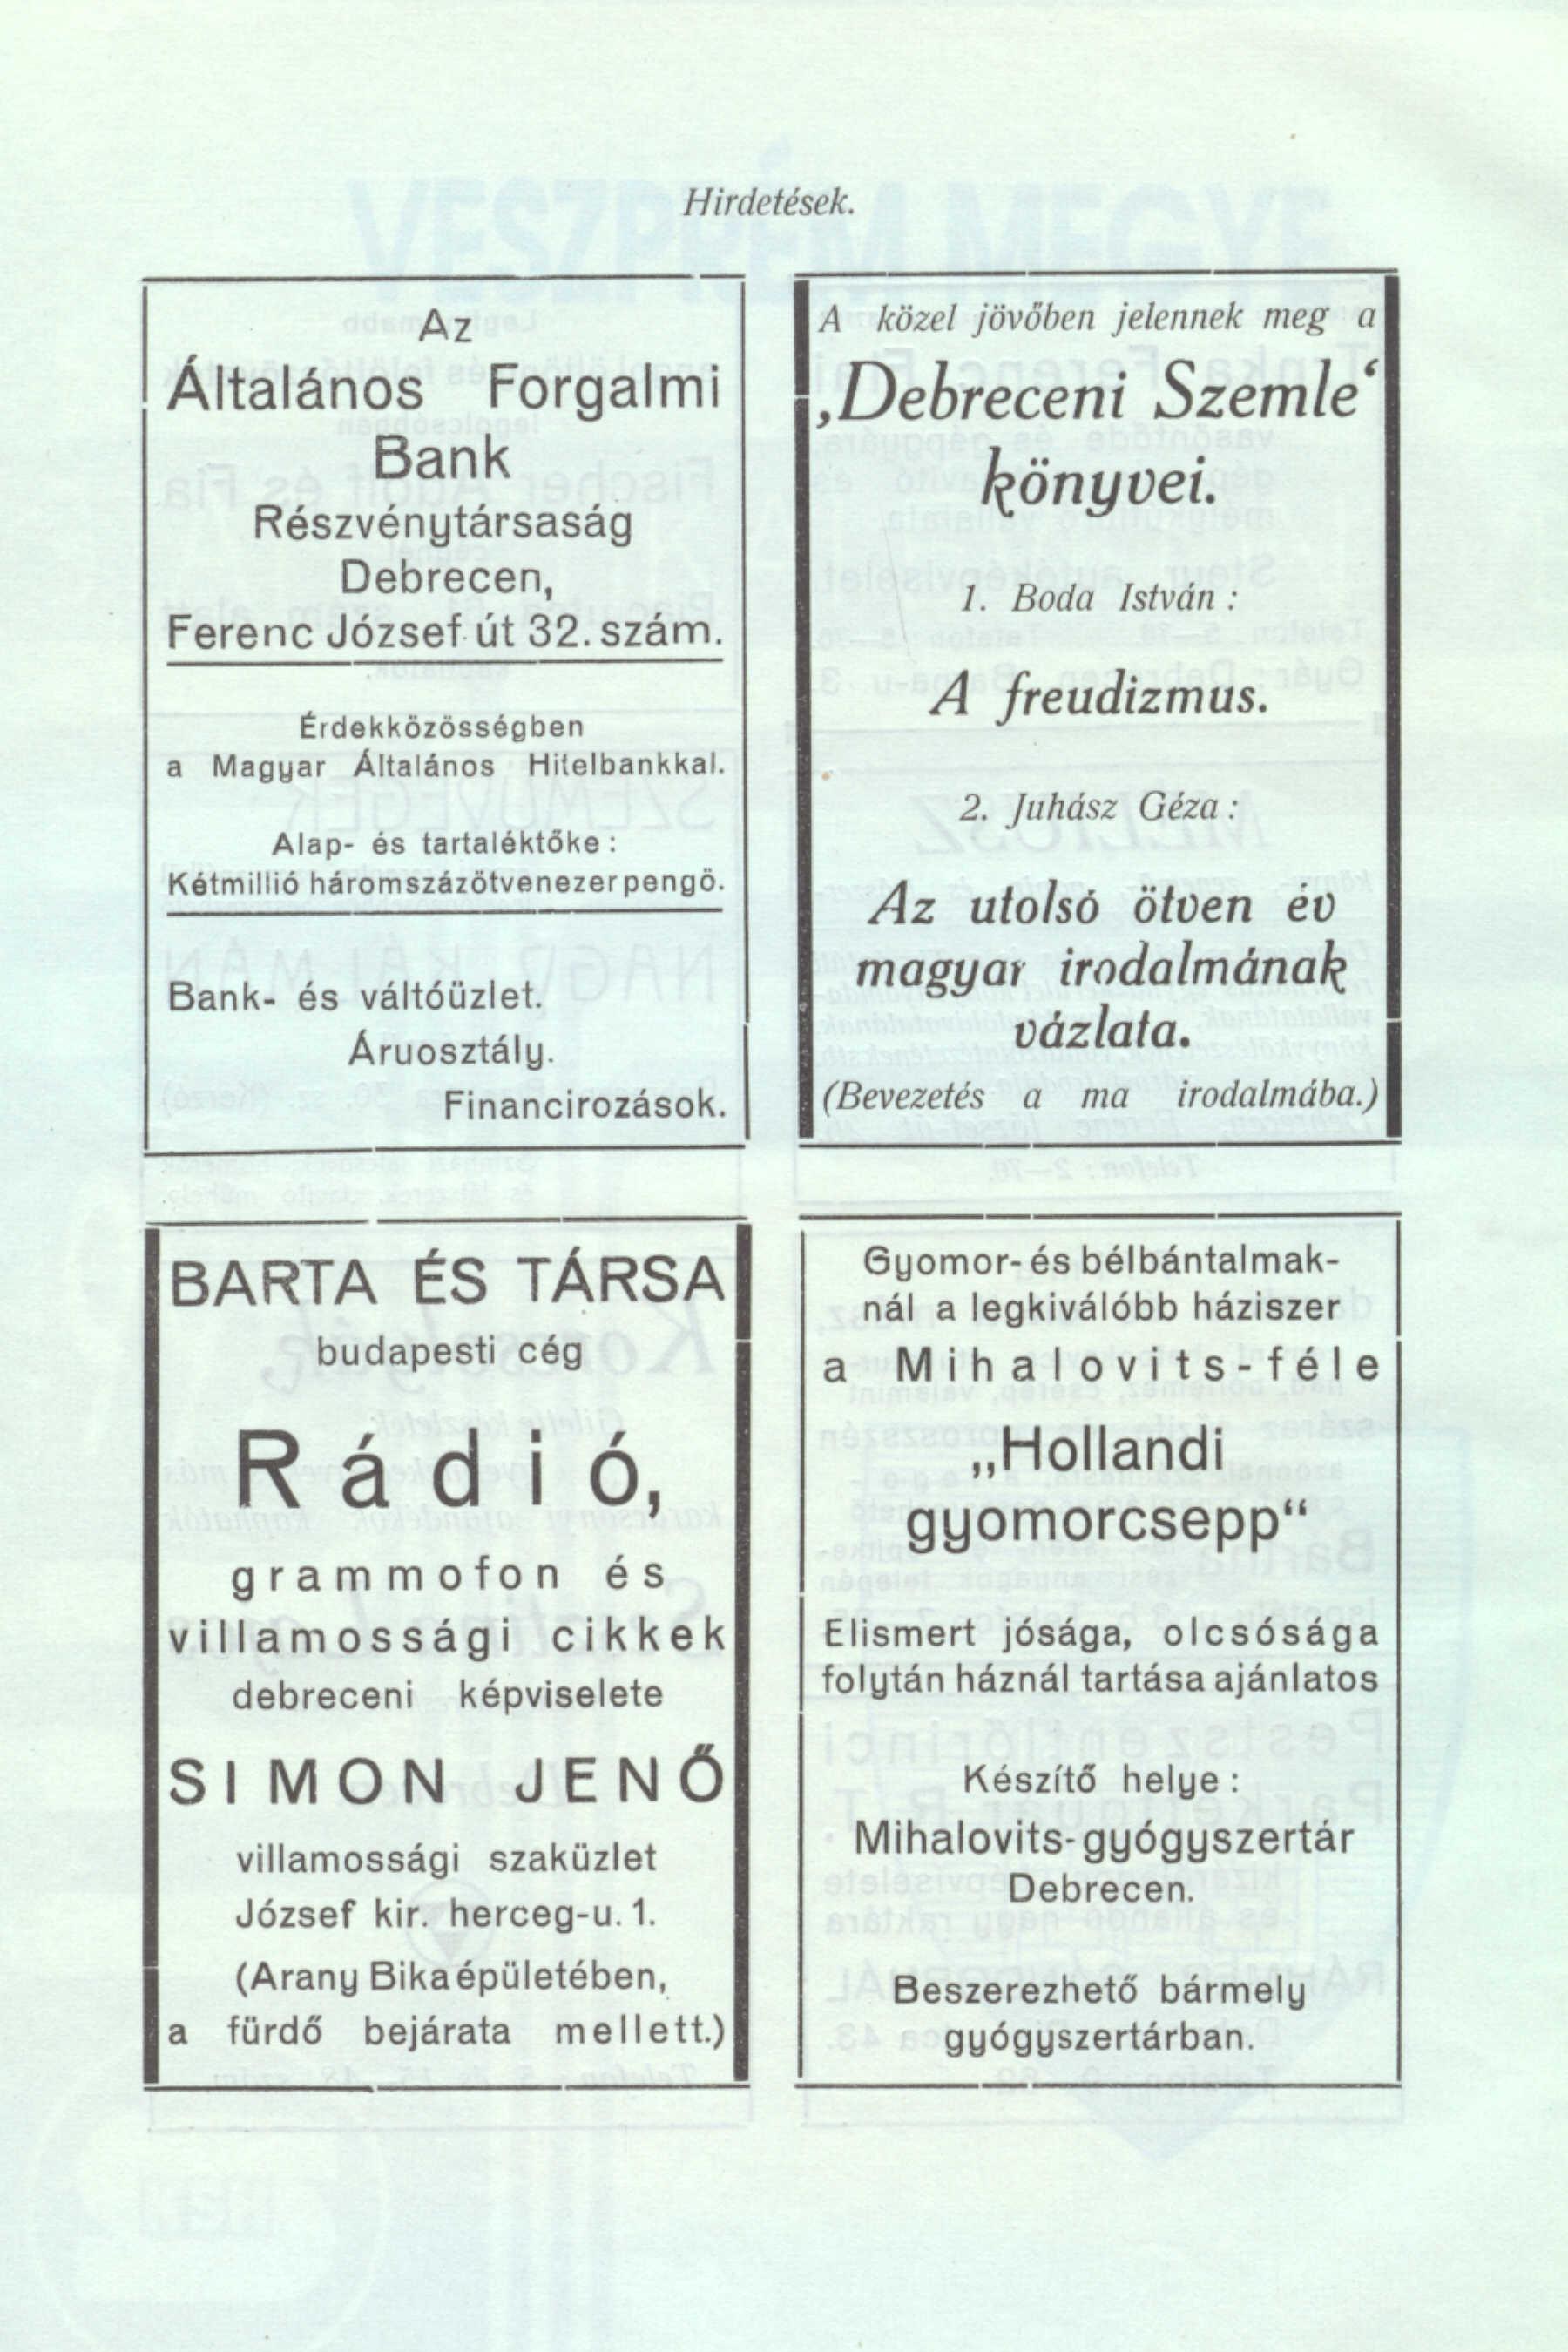 Hirdetések.
Az
Általános Forgalmi
Bank
Részvénytársaság
Debrecen,
Ferenc József út 32. szám.
Érdekközösségben
a Magyar Általános Hitelbankkal.
Alap- és tartaléktőke :
Kétmillió háromszázötvenezer pengö.
Bank- és váltóüzlet.
Áruosztály.
Financirozások.
A közel jövőben jelennek meg a
‚Debreceni Szemle‘
könyvei.
1. Boda István :
A freudizmus.
2. Juhász Géza :
Az utolsó ötven év
magyar irodalmának
vázlata.
(Bevezetés a ma irodalmába.)
BARTA ÉS TÁRSA
budapesti cég
Rádió,
grammofon és
villamossági cikkek
debreceni képviselete
SIMON JENŐ
villamossági szaküzlet
József kir. herceg-u. 1.
(Arany Bika épületében,
a fürdő bejárata mellett.)
Gyomor- és bélbántalmak-
nál a legkiválóbb háziszer
a Mihalovits-féle
„Hollandi
gyomorcsepp“
Elismert jósága, olcsósága
folytán háznál tartása ajánlatos
Készítő helye :
Mihalovits-gyógyszertár
Debrecen.
Beszerezhető bármely
gyógyszertárban.